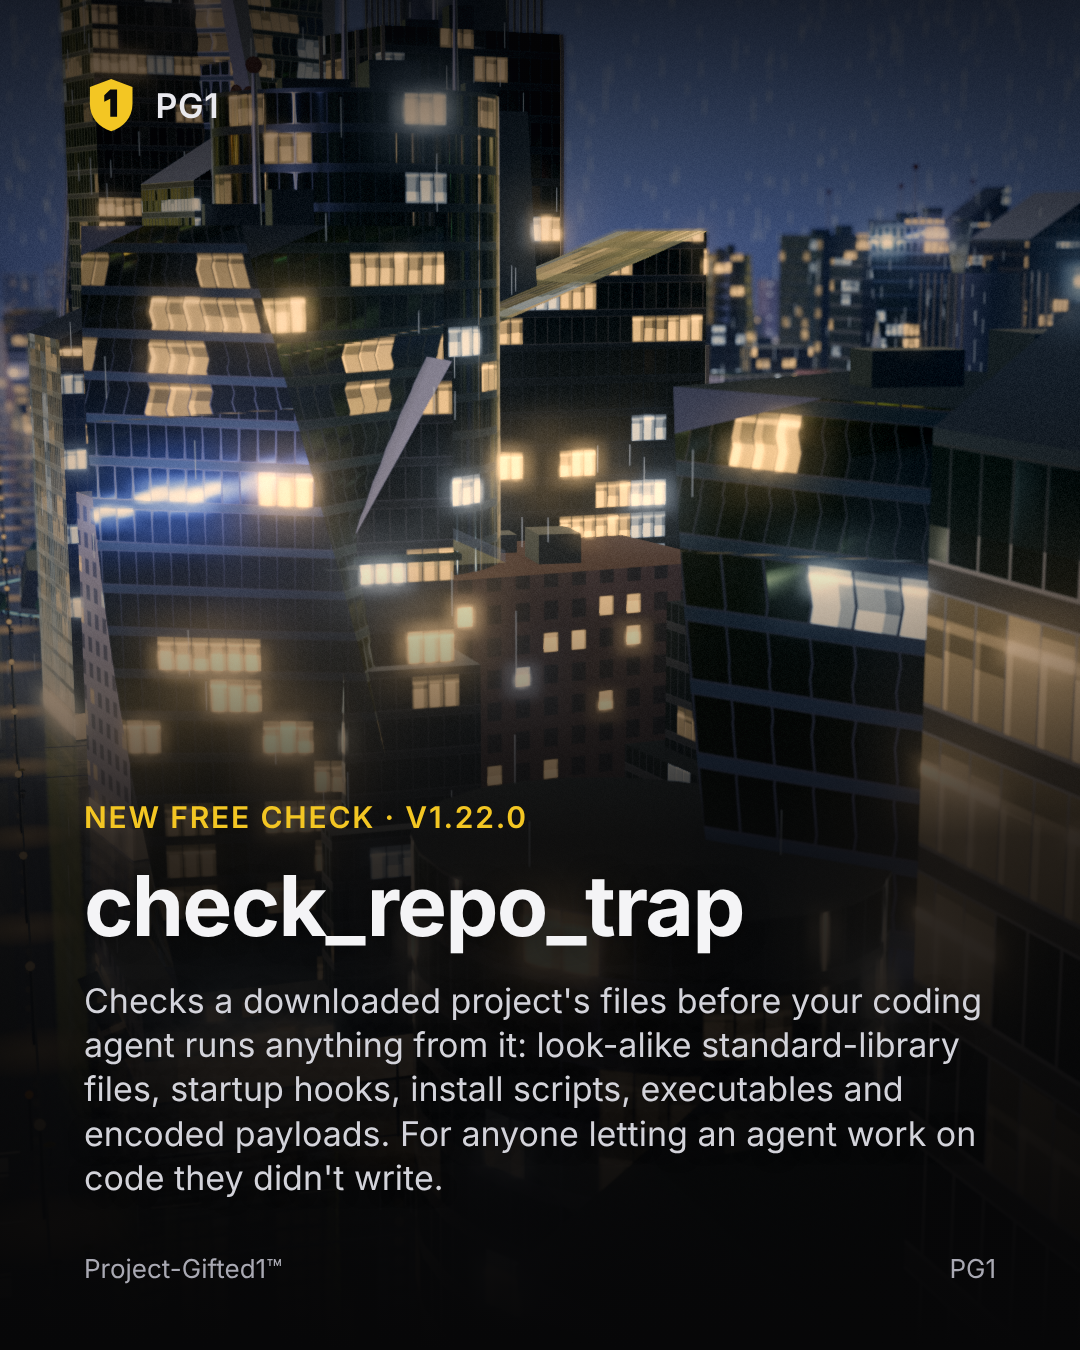 1 PG1
NEW FREE CHECK · V1.22.0
check_repo_trap
Checks a downloaded project's files before your coding
agent runs anything from it: look-alike standard-library
files, startup hooks, install scripts, executables and
encoded payloads. For anyone letting an agent work on
code they didn't write.
Project-Gifted1™
PG1